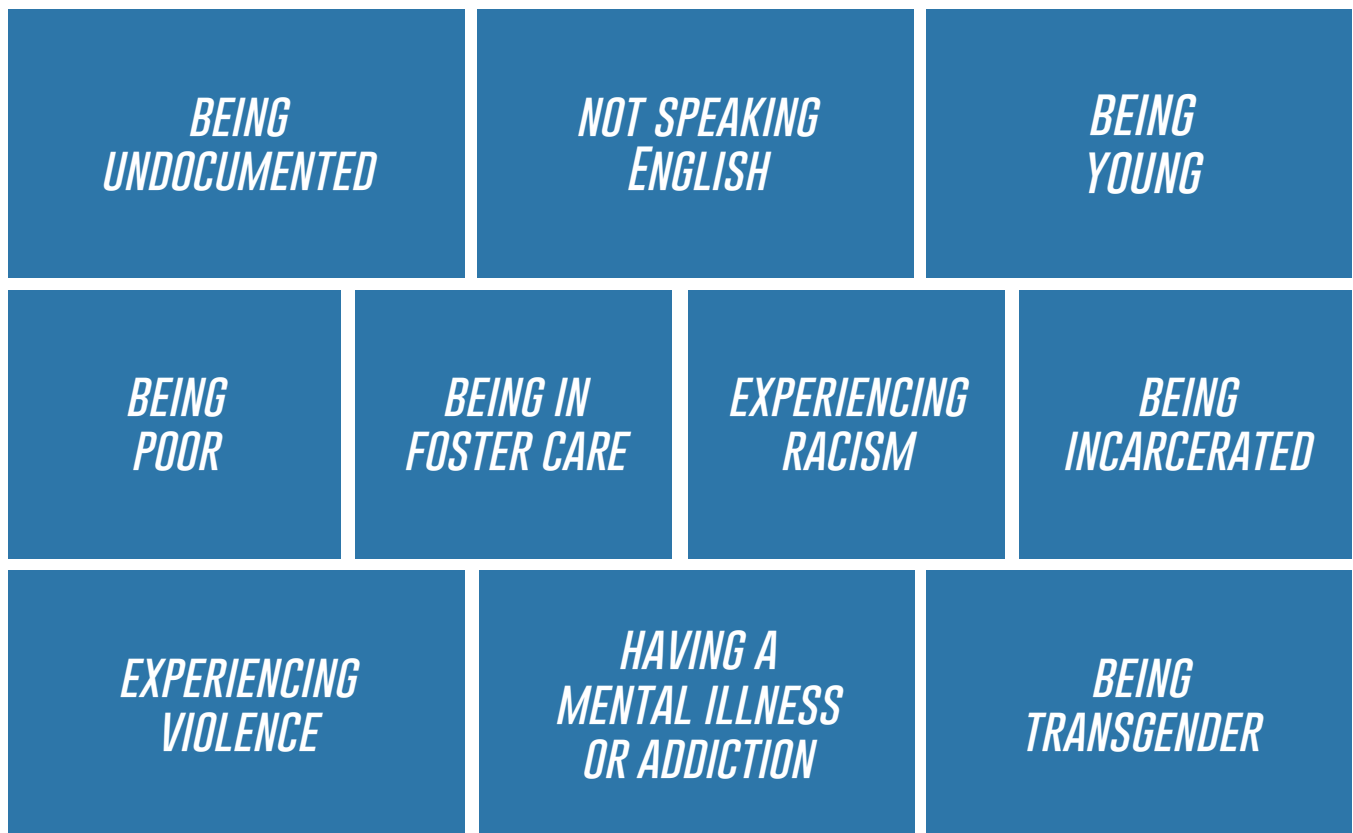 BEING
UNDOCUMENTED
NOT SPEAKING
ENGLISH
BEING
YOUNG
BEING
POOR
BEING IN
FOSTER CARE
EXPERIENCING
RACISM
BEING
INCARCERATED
EXPERIENCING
VIOLENCE
HAVING A
MENTAL ILLNESS
OR ADDICTION
BEING
TRANSGENDER